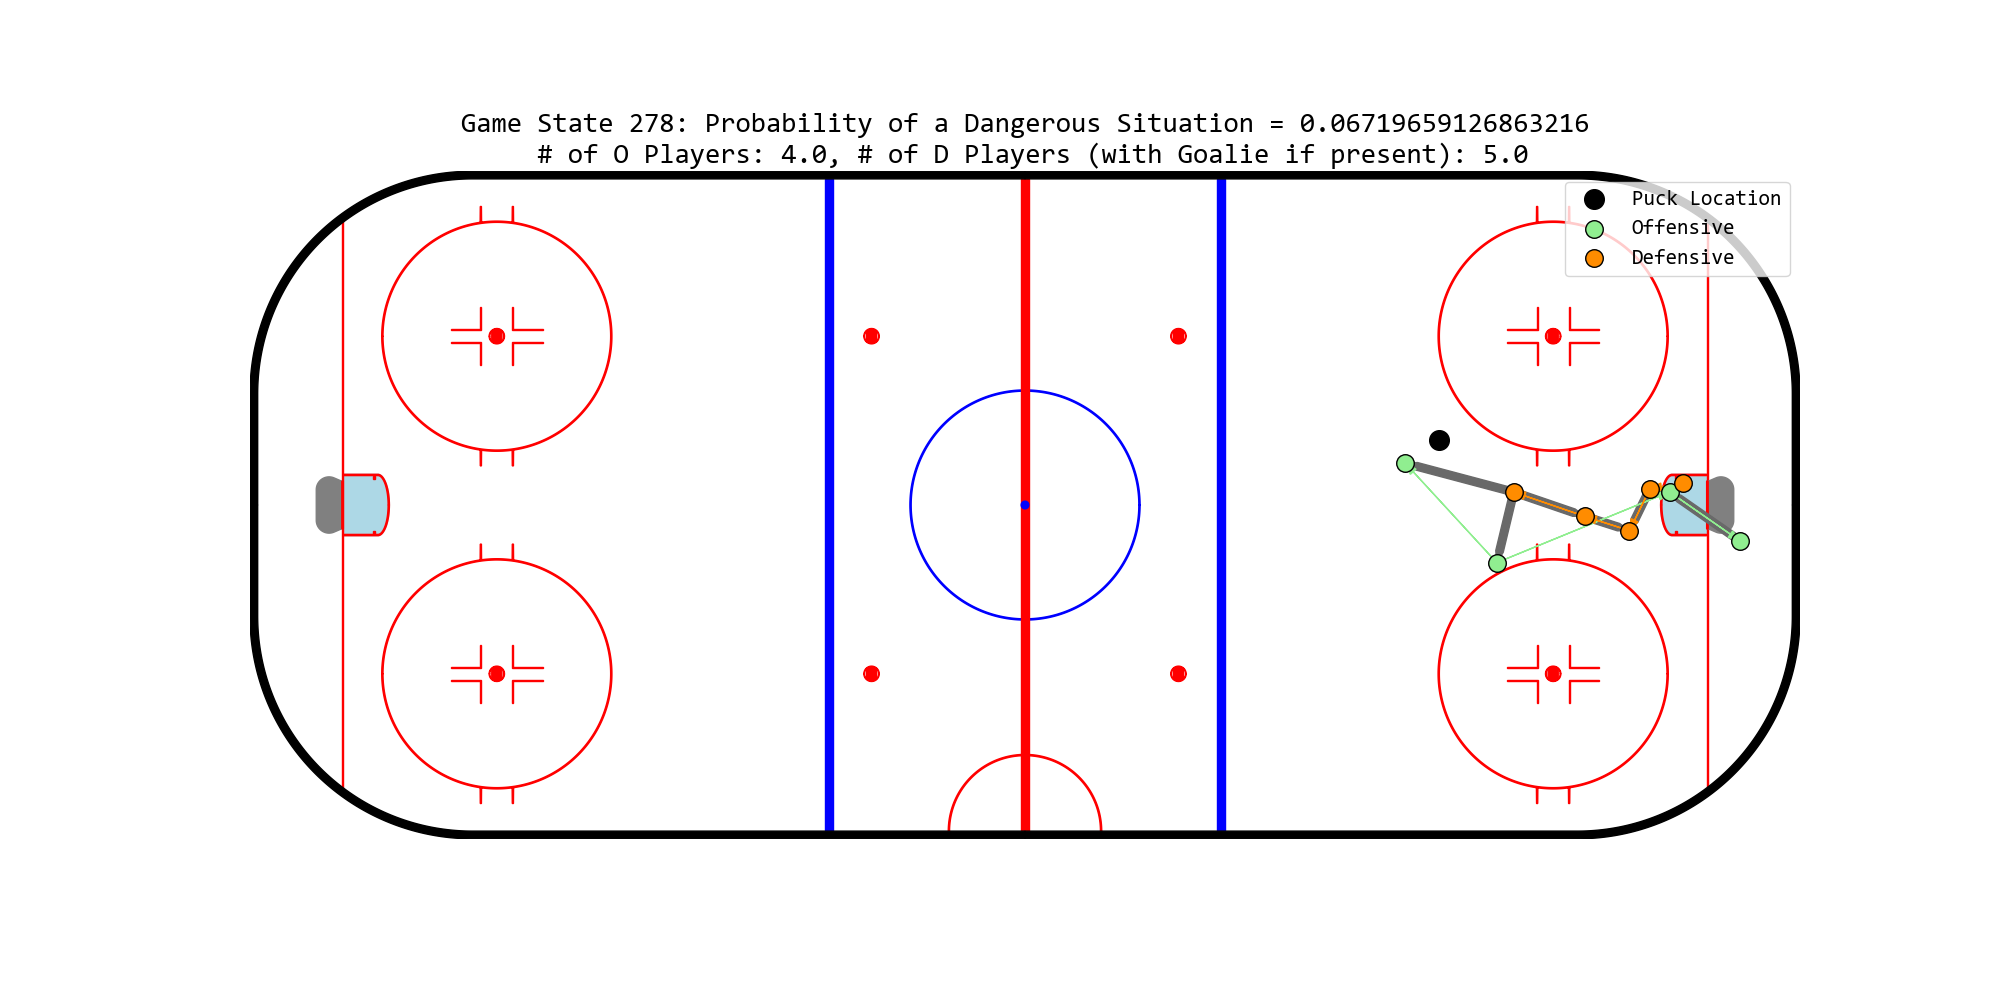 Game State 278: Probability of a Dangerous Situation = 0.06719659126863216
# of O Players: 4.0, # of D Players (with Goalie if present): 5.0
Puck Location
Offensive
Defensive